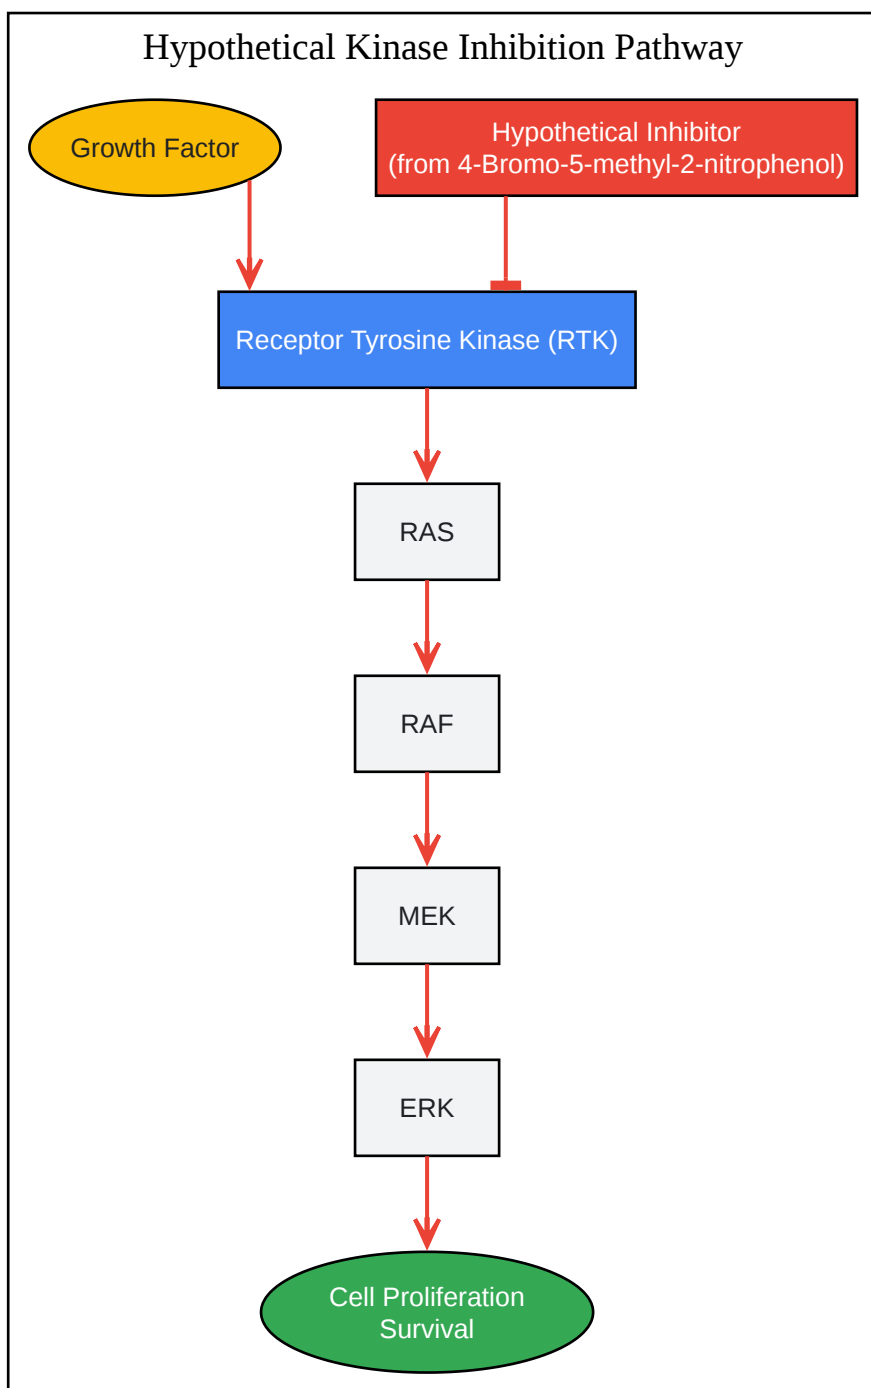 Hypothetical Kinase Inhibition Pathway
Growth Factor
Hypothetical Inhibitor
(from 4-Bromo-5-methyl-2-nitrophenol)
Receptor Tyrosine Kinase (RTK)
RAS
RAF
MEK
ERK
Cell Proliferation
Survival